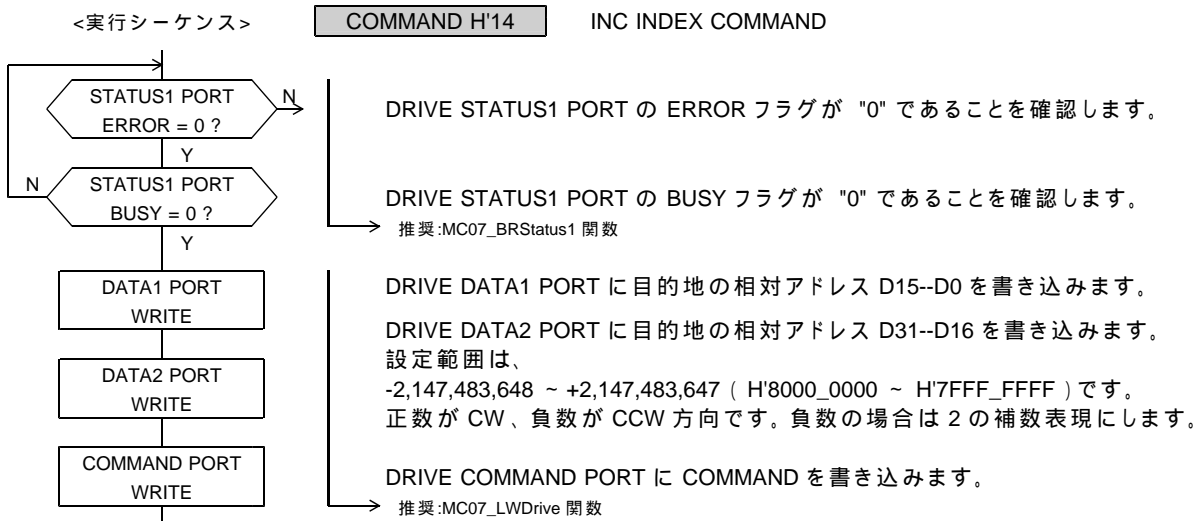 <実行シーケンス> COMMAND H'14 INC INDEX COMMAND
STATUS1 PORT
ERROR = 0 ?
N
DRIVE STATUS1 PORT の ERROR フラグが "0" であることを確認します。
Y
N
STATUS1 PORT
BUSY = 0 ?
DRIVE STATUS1 PORT の BUSY フラグが "0" であることを確認します。
推奨:MC07_BRStatus1 関数
Y
DATA1 PORT
WRITE
DRIVE DATA1 PORT に目的地の相対アドレス D15--D0 を書き込みます。
DRIVE DATA2 PORT に目的地の相対アドレス D31--D16 を書き込みます。
設定範囲は、
-2,147,483,648 ~ +2,147,483,647 ( H'8000_0000 ~ H'7FFF_FFFF ) です。
正数が CW 、負数が CCW 方向です。負数の場合は 2 の補数表現にします。
DATA2 PORT
WRITE
COMMAND PORT
WRITE
DRIVE COMMAND PORT に COMMAND を書き込みます。
推奨:MC07_LWDrive 関数